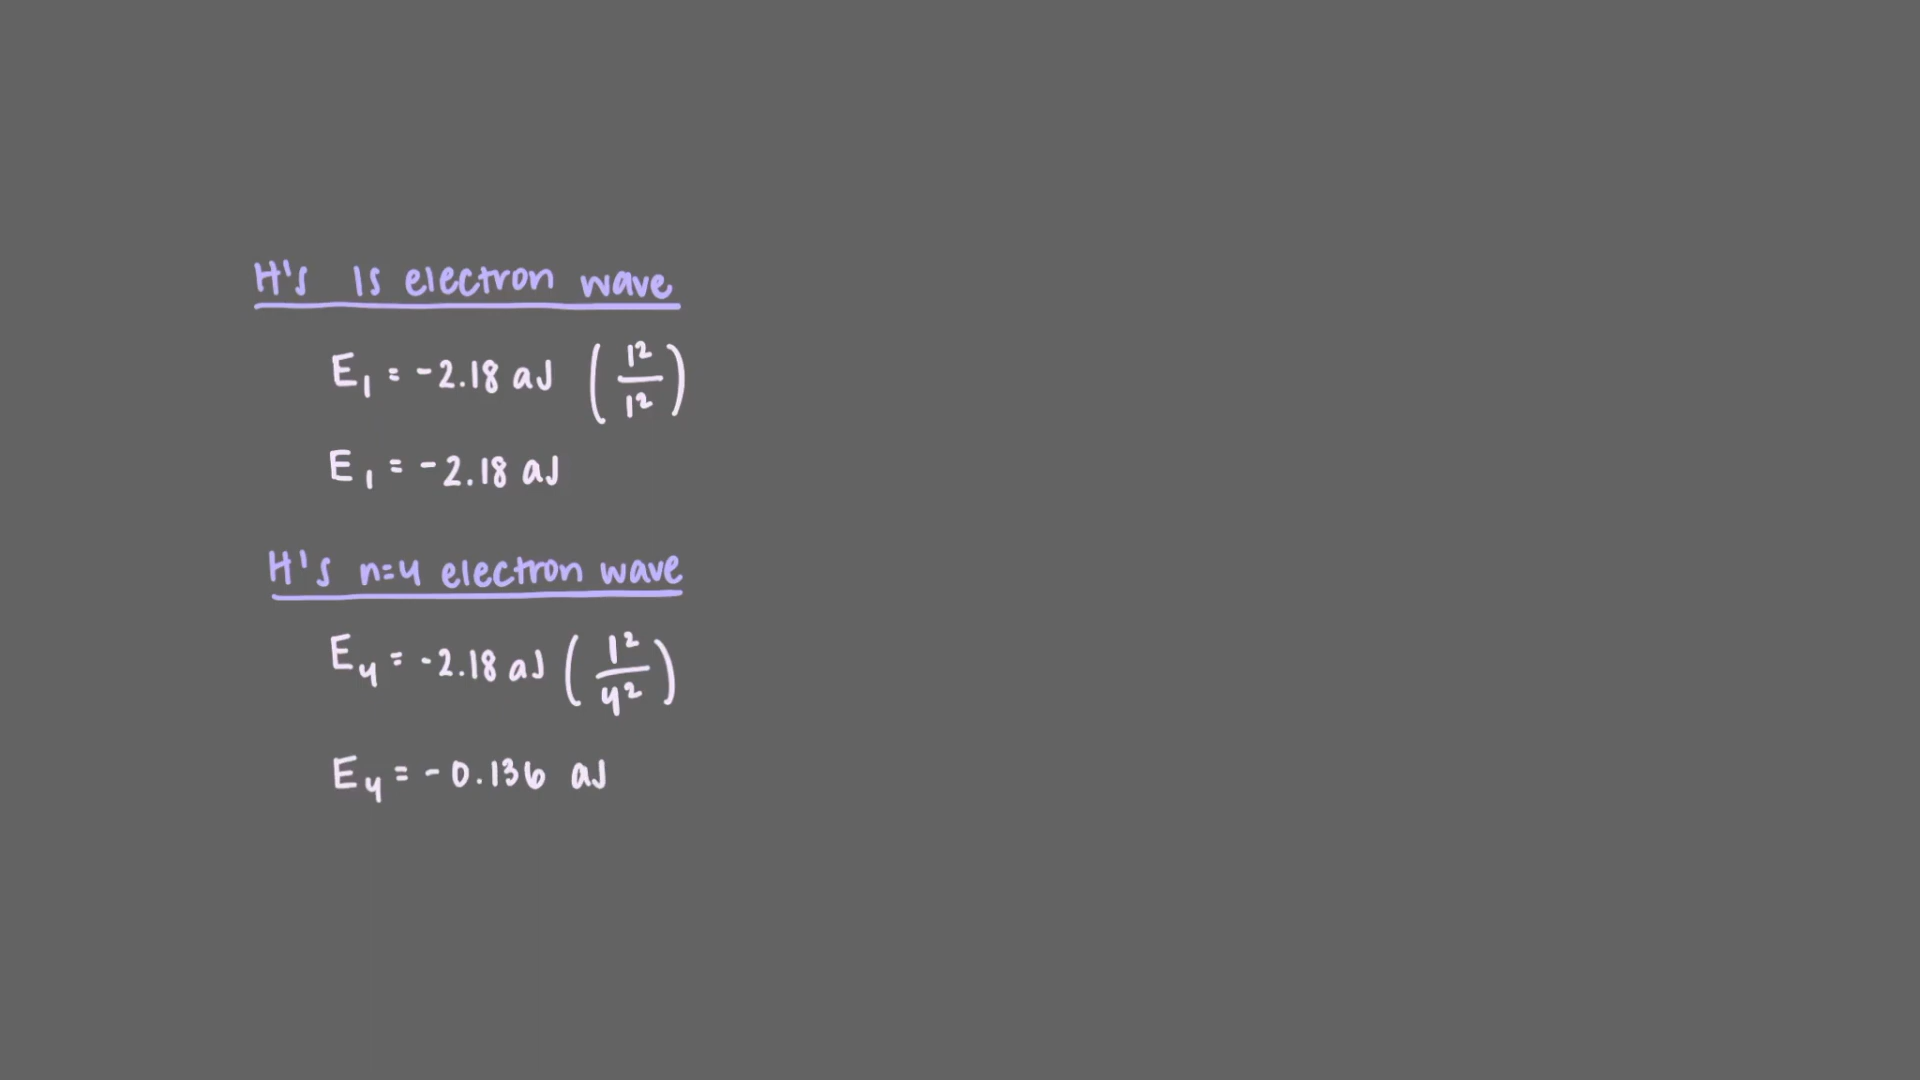 H's 1s electron wave
E₁ = -2.18 aJ (1²/1²)
E₁ = -2.18 aJ
H's n=4 electron wave
E₄ = -2.18 aJ (1²/4²)
E₄ = -0.136 aJ